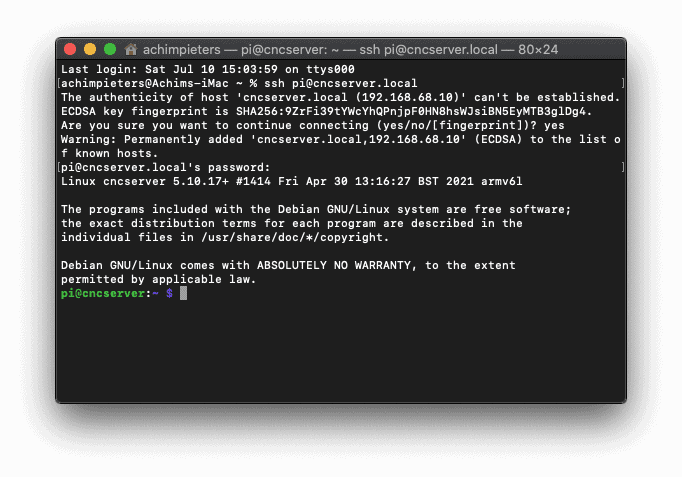 achimpieters — pi@cncserver: ~ — ssh pi@cncserver.local — 80×24
Last login: Sat Jul 10 15:03:59 on ttys000
[achimpieters@Achims-iMac ~ % ssh pi@cncserver.local ]
The authenticity of host 'cncserver.local (192.168.68.10)' can't be established.
ECDSA key fingerprint is SHA256:9ZrFi39tYWcYhQPnjpF0HN8hsWJsiBN5EyMTB3glDg4.
Are you sure you want to continue connecting (yes/no/[fingerprint])? yes
Warning: Permanently added 'cncserver.local,192.168.68.10' (ECDSA) to the list o
f known hosts.
[pi@cncserver.local's password: ]
Linux cncserver 5.10.17+ #1414 Fri Apr 30 13:16:27 BST 2021 armv6l
The programs included with the Debian GNU/Linux system are free software;
the exact distribution terms for each program are described in the
individual files in /usr/share/doc/*/copyright.
Debian GNU/Linux comes with ABSOLUTELY NO WARRANTY, to the extent
permitted by applicable law.
pi@cncserver:~ $